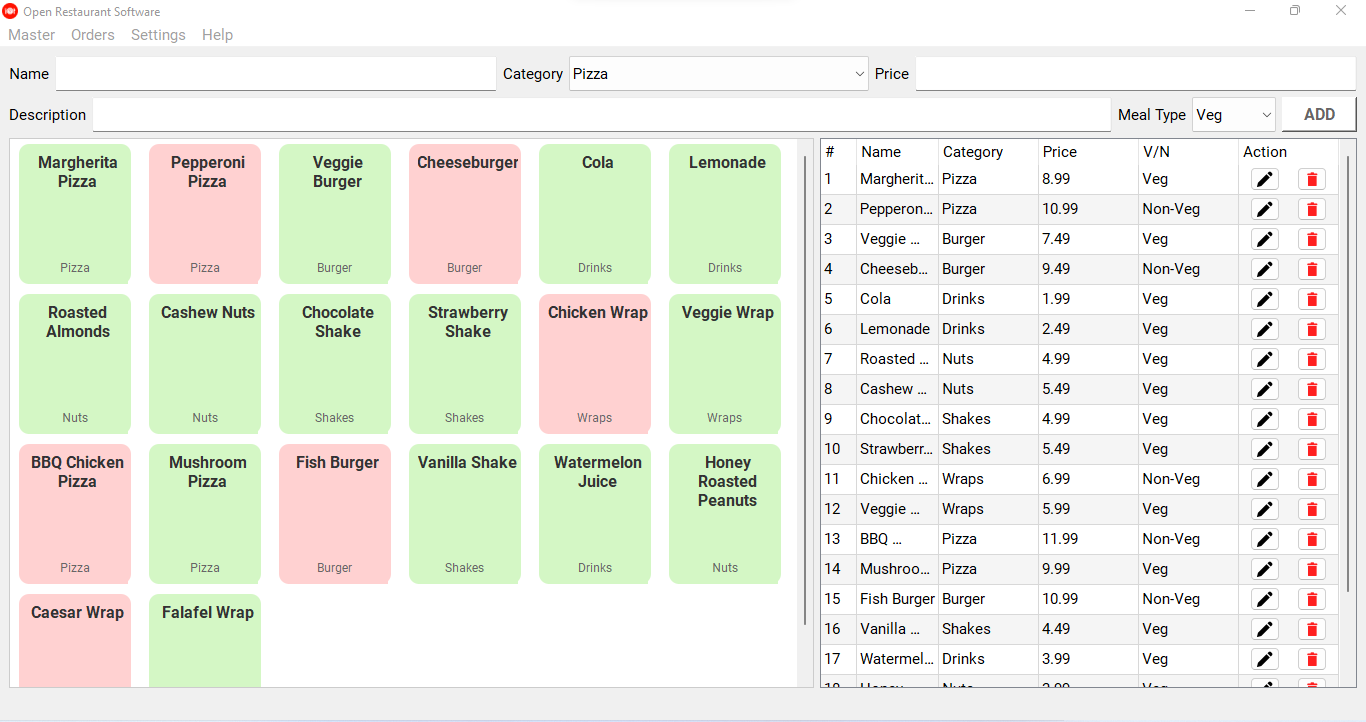 Open Restaurant Software
Master Orders Settings Help
Name Category Pizza Price
Description Meal Type Veg ADD
Margherita
Pizza
Pizza
Pepperoni
Pizza
Pizza
Veggie
Burger
Burger
Cheeseburger
Burger
Cola
Drinks
Lemonade
Drinks
Roasted
Almonds
Nuts
Cashew Nuts
Nuts
Chocolate
Shake
Shakes
Strawberry
Shake
Shakes
Chicken Wrap
Wraps
Veggie Wrap
Wraps
BBQ Chicken
Pizza
Pizza
Mushroom
Pizza
Pizza
Fish Burger
Burger
Vanilla Shake
Shakes
Watermelon
Juice
Drinks
Honey
Roasted
Peanuts
Nuts
Caesar Wrap
Falafel Wrap
# Name Category Price V/N Action
1 Margherit... Pizza 8.99 Veg
2 Pepperon... Pizza 10.99 Non-Veg
3 Veggie ... Burger 7.49 Veg
4 Cheeseb... Burger 9.49 Non-Veg
5 Cola Drinks 1.99 Veg
6 Lemonade Drinks 2.49 Veg
7 Roasted ... Nuts 4.99 Veg
8 Cashew ... Nuts 5.49 Veg
9 Chocolat... Shakes 4.99 Veg
10 Strawberr... Shakes 5.49 Veg
11 Chicken ... Wraps 6.99 Non-Veg
12 Veggie ... Wraps 5.99 Veg
13 BBQ ... Pizza 11.99 Non-Veg
14 Mushroo... Pizza 9.99 Veg
15 Fish Burger Burger 10.99 Non-Veg
16 Vanilla ... Shakes 4.49 Veg
17 Watermel... Drinks 3.99 Veg